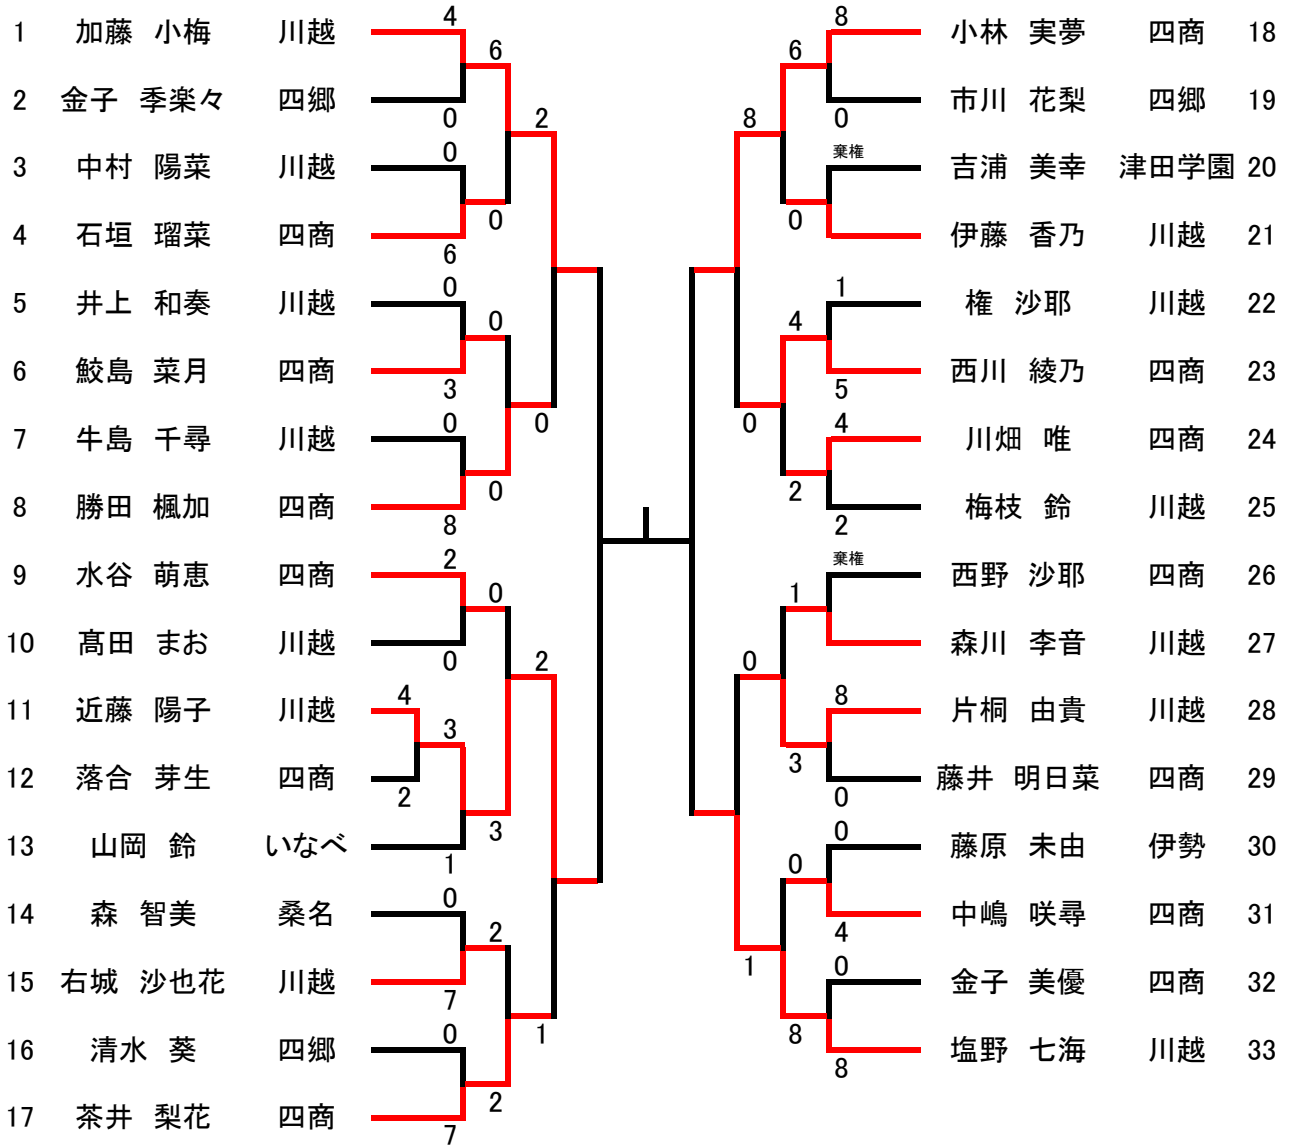 1 加藤 小梅 川越 4
6
2 金子 季楽々 四郷 0
2
3 中村 陽菜 川越 0
0
4 石垣 瑠菜 四商 6
5 井上 和奏 川越 0
0
6 鮫島 菜月 四商 3
0
7 牛島 千尋 川越 0
0
8 勝田 楓加 四商 8
9 水谷 萌恵 四商 2
0
10 髙田 まお 川越 0
2
11 近藤 陽子 川越 4
3
12 落合 芽生 四商 2
3
13 山岡 鈴 いなべ 1
14 森 智美 桑名 0
2
15 右城 沙也花 川越 7
1
16 清水 葵 四郷 0
2
17 茶井 梨花 四商 7
8 小林 実夢 四商 18
6
0 市川 花梨 四郷 19
8
棄権 吉浦 美幸 津田学園 20
0
伊藤 香乃 川越 21
1 権 沙耶 川越 22
4
5 西川 綾乃 四商 23
0
4 川畑 唯 四商 24
2
2 梅枝 鈴 川越 25
棄権 西野 沙耶 四商 26
1
森川 李音 川越 27
0
8 片桐 由貴 川越 28
3
0 藤井 明日菜 四商 29
0 藤原 未由 伊勢 30
0
4 中嶋 咲尋 四商 31
1
0 金子 美優 四商 32
8
8 塩野 七海 川越 33